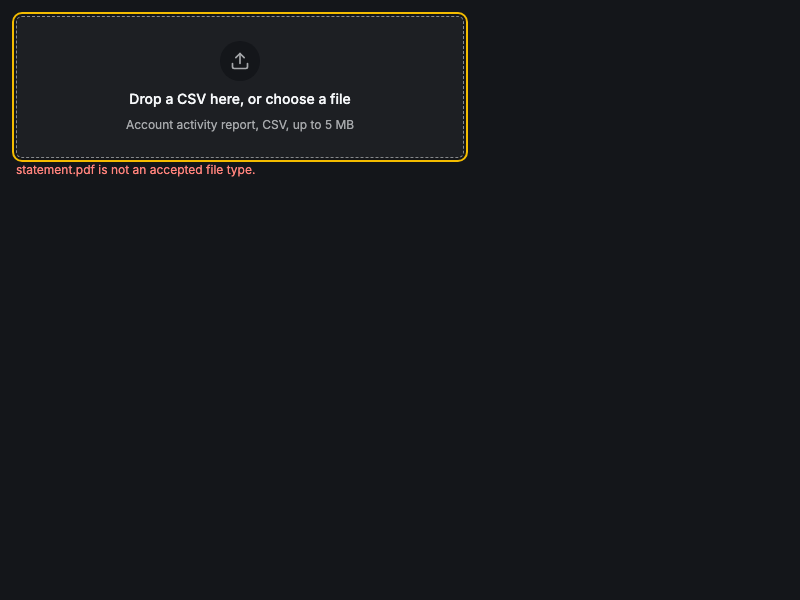 Drop a CSV here, or choose a file
Account activity report, CSV, up to 5 MB
statement.pdf is not an accepted file type.